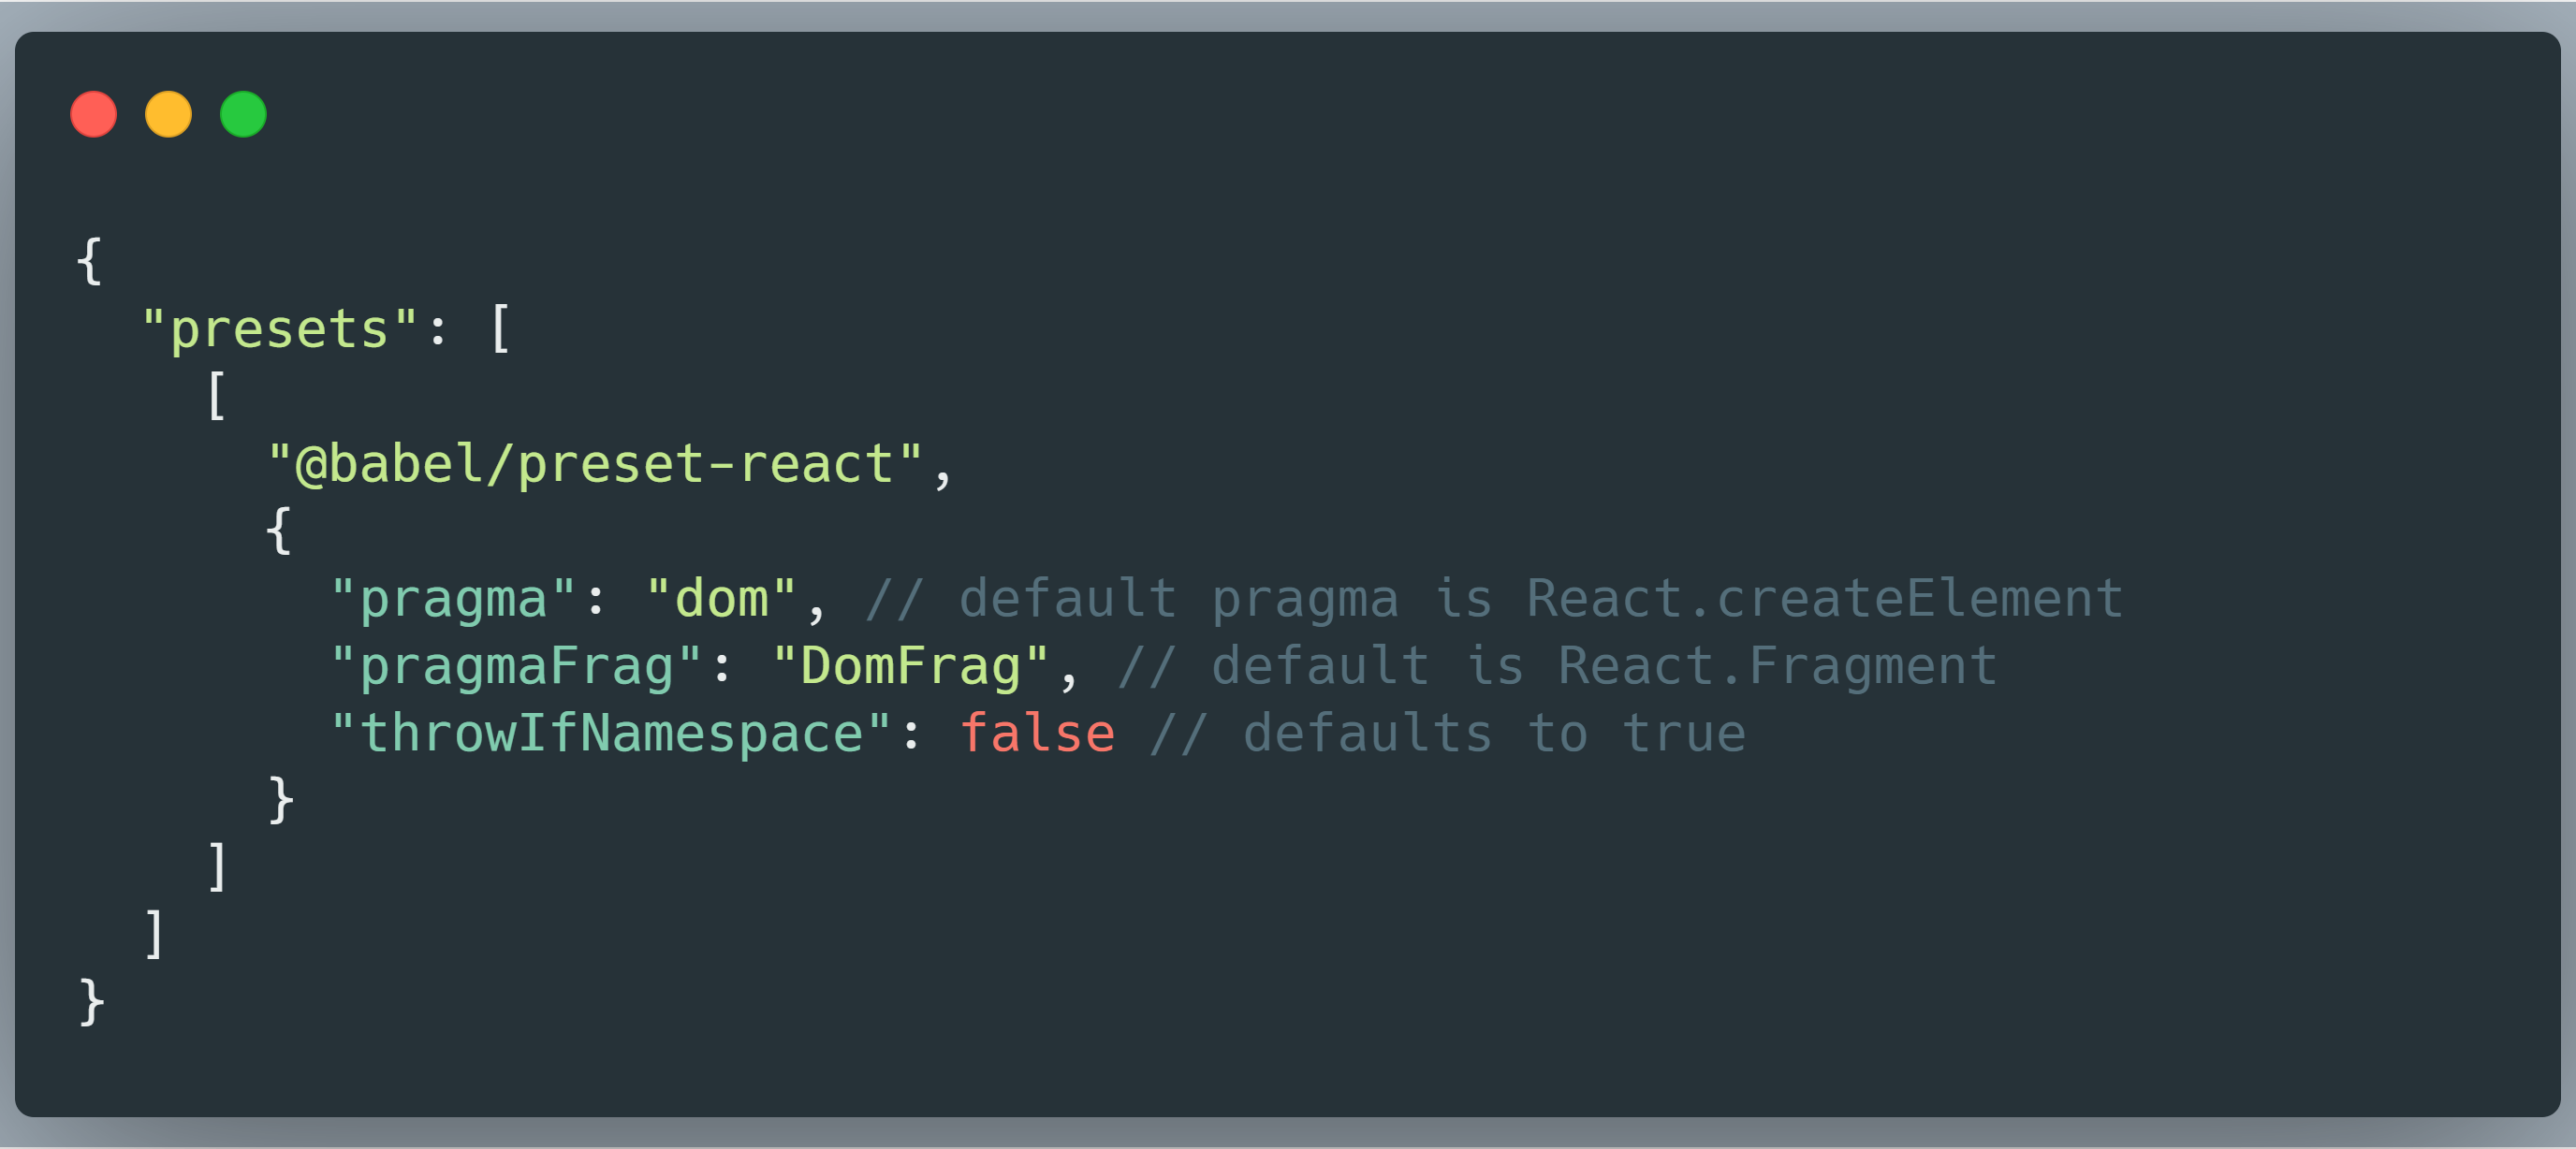 {
  "presets": [
    [
      "@babel/preset-react",
      {
        "pragma": "dom", // default pragma is React.createElement
        "pragmaFrag": "DomFrag", // default is React.Fragment
        "throwIfNamespace": false // defaults to true
      }
    ]
  ]
}